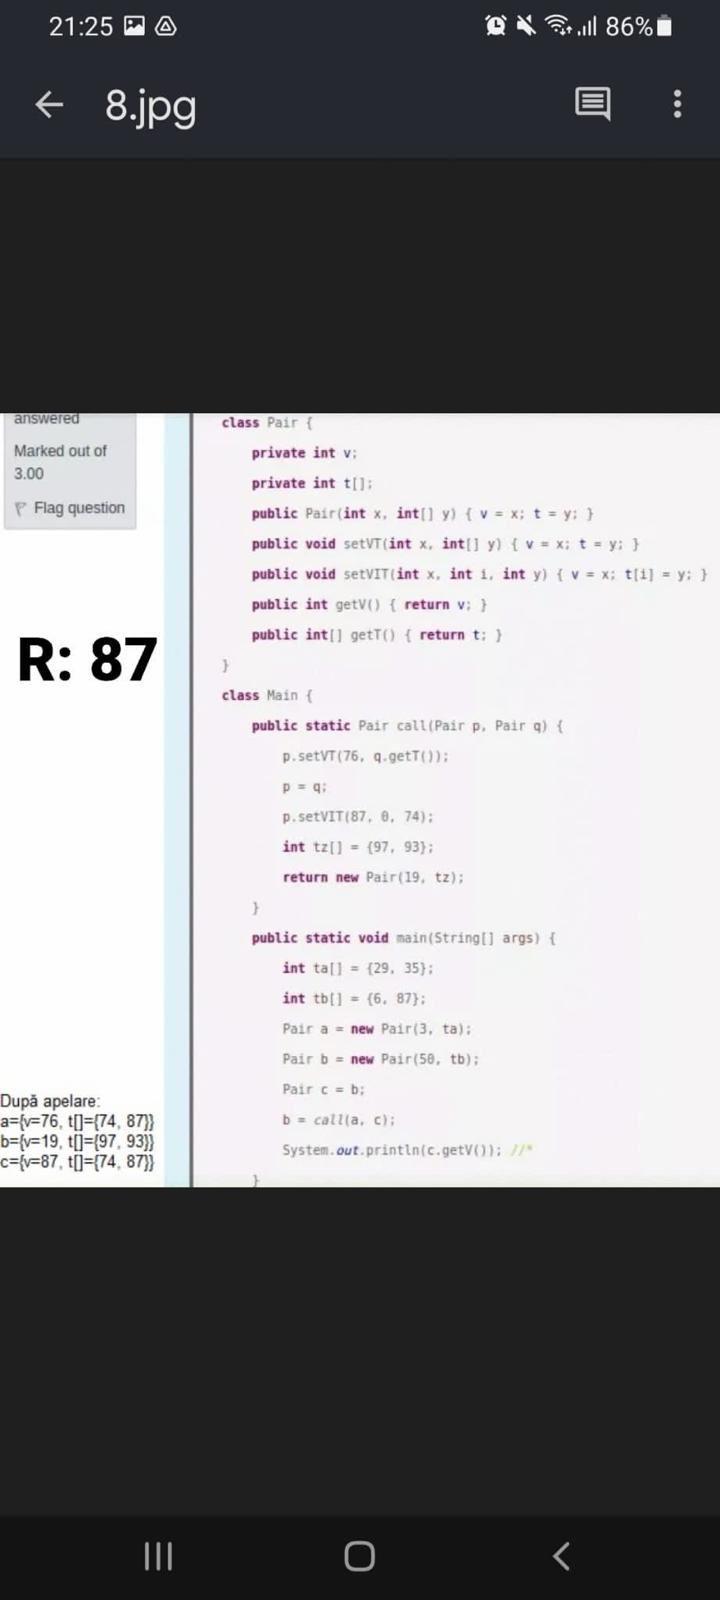 21:25 86%
8.jpg
answered
Marked out of
3.00
Flag question
R: 87
După apelare:
a={v=76, t[]={74, 87}}
b={v=19, t[]={97, 93}}
c={v=87, t[]={74, 87}}
class Pair {
private int v;
private int t[];
public Pair(int x, int[] y) { v = x; t = y; }
public void setVT(int x, int[] y) { v = x; t = y; }
public void setVIT(int x, int i, int y) { v = x; t[i] = y; }
public int getV() { return v; }
public int[] getT() { return t; }
}
class Main {
public static Pair call(Pair p, Pair q) {
p.setVT(76, q.getT());
p = q;
p.setVIT(87, 0, 74);
int tz[] = {97, 93};
return new Pair(19, tz);
}
public static void main(String[] args) {
int ta[] = {29, 35};
int tb[] = {6, 87};
Pair a = new Pair(3, ta);
Pair b = new Pair(50, tb);
Pair c = b;
b = call(a, c);
System.out.println(c.getV()); //*
}